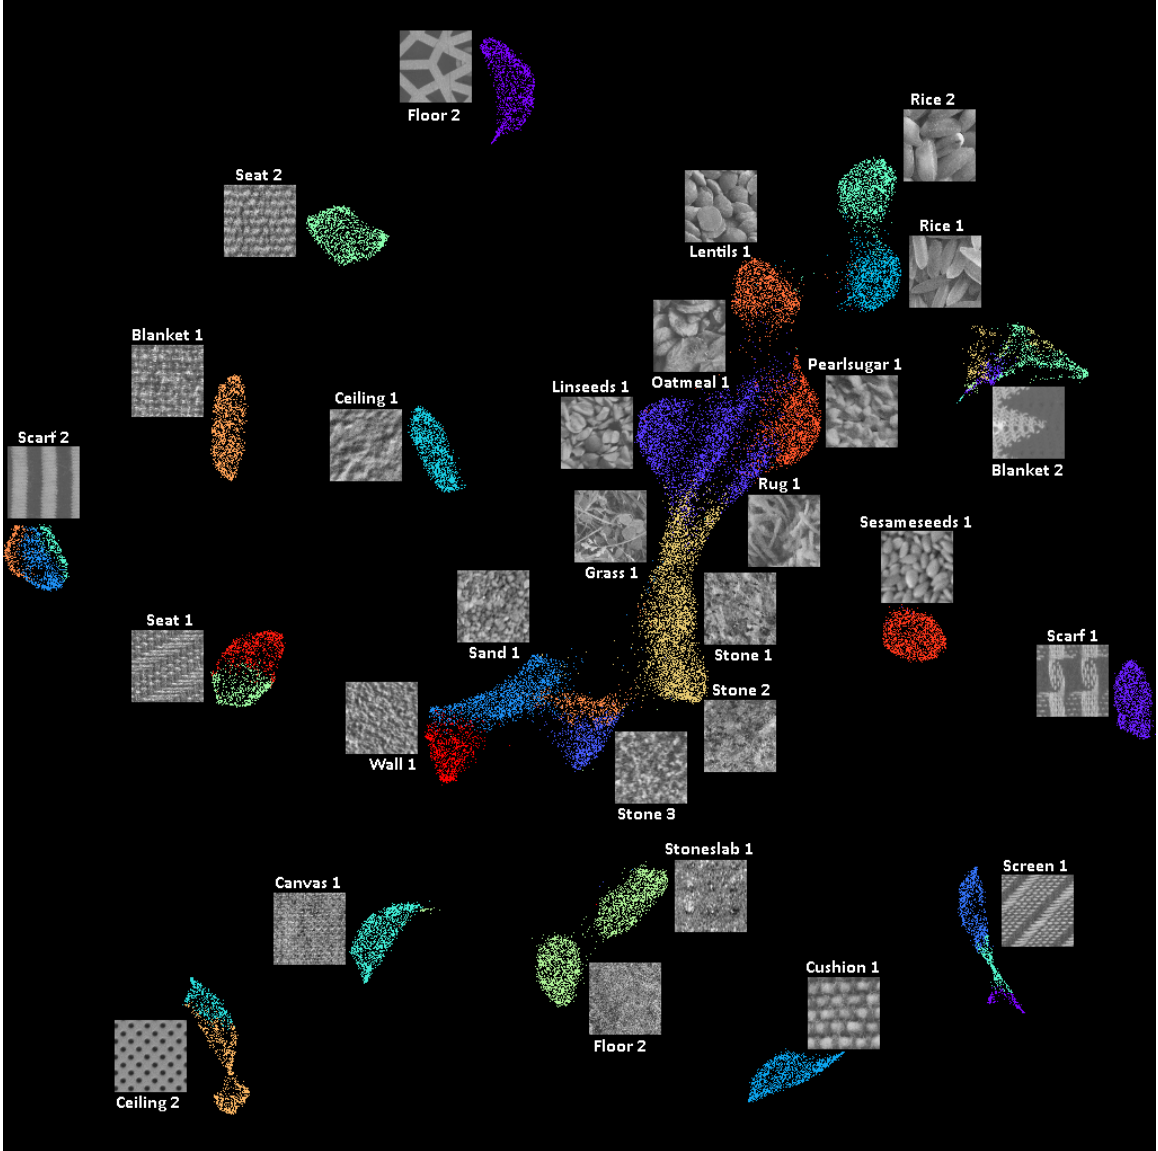 Floor 2
Rice 2
Seat 2
Rice 1
Lentils 1
Blanket 1
Pearlsugar 1
Oatmeal 1
Linseeds 1
Ceiling 1
Scarf 2
Blanket 2
Rug 1
Sesameseeds 1
Grass 1
Seat 1
Scarf 1
Sand 1
Stone 1
Stone 2
Wall 1
Stone 3
Stoneslab 1
Screen 1
Canvas 1
Cushion 1
Floor 2
Ceiling 2